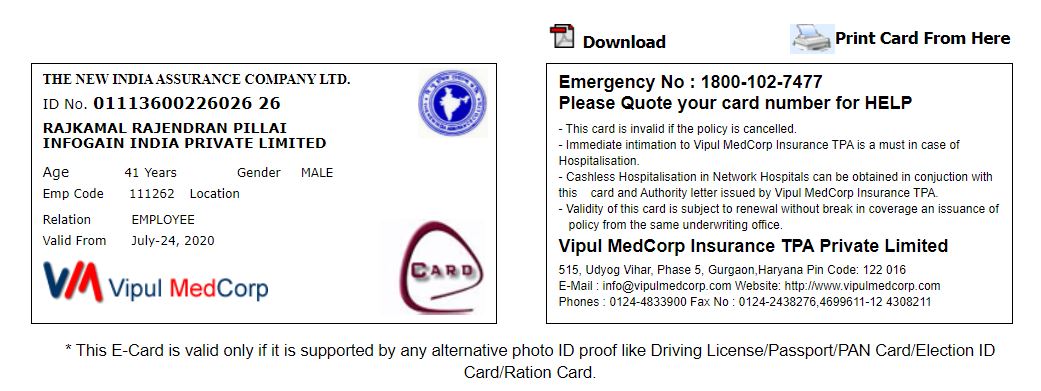 Download
Print Card From Here
THE NEW INDIA ASSURANCE COMPANY LTD.
ID No. 01113600226026 26
RAJKAMAL RAJENDRAN PILLAI
INFOGAIN INDIA PRIVATE LIMITED
Age 41 Years Gender MALE
Emp Code 111262 Location
Relation EMPLOYEE
Valid From July-24, 2020
Vipul MedCorp
CARD
Emergency No : 1800-102-7477
Please Quote your card number for HELP
- This card is invalid if the policy is cancelled.
- Immediate intimation to Vipul MedCorp Insurance TPA is a must in case of
Hospitalisation.
- Cashless Hospitalisation in Network Hospitals can be obtained in conjuction with
this card and Authority letter issued by Vipul MedCorp Insurance TPA.
- Validity of this card is subject to renewal without break in coverage an issuance of
policy from the same underwriting office.
Vipul MedCorp Insurance TPA Private Limited
515, Udyog Vihar, Phase 5, Gurgaon,Haryana Pin Code: 122 016
E-Mail : info@vipulmedcorp.com Website: http://www.vipulmedcorp.com
Phones : 0124-4833900 Fax No : 0124-2438276,4699611-12 4308211
* This E-Card is valid only if it is supported by any alternative photo ID proof like Driving License/Passport/PAN Card/Election ID
Card/Ration Card.